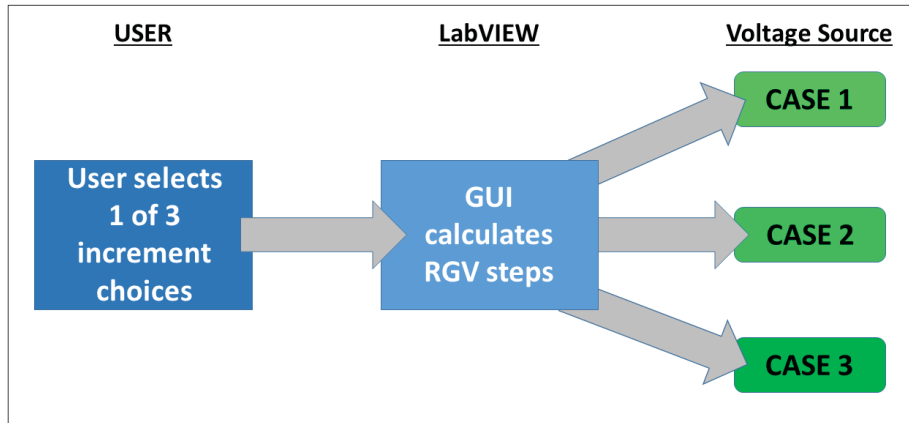 USER
LabVIEW
Voltage Source
User selects
1 of 3
increment
choices
GUI
calculates
RGV steps
CASE 1
CASE 2
CASE 3